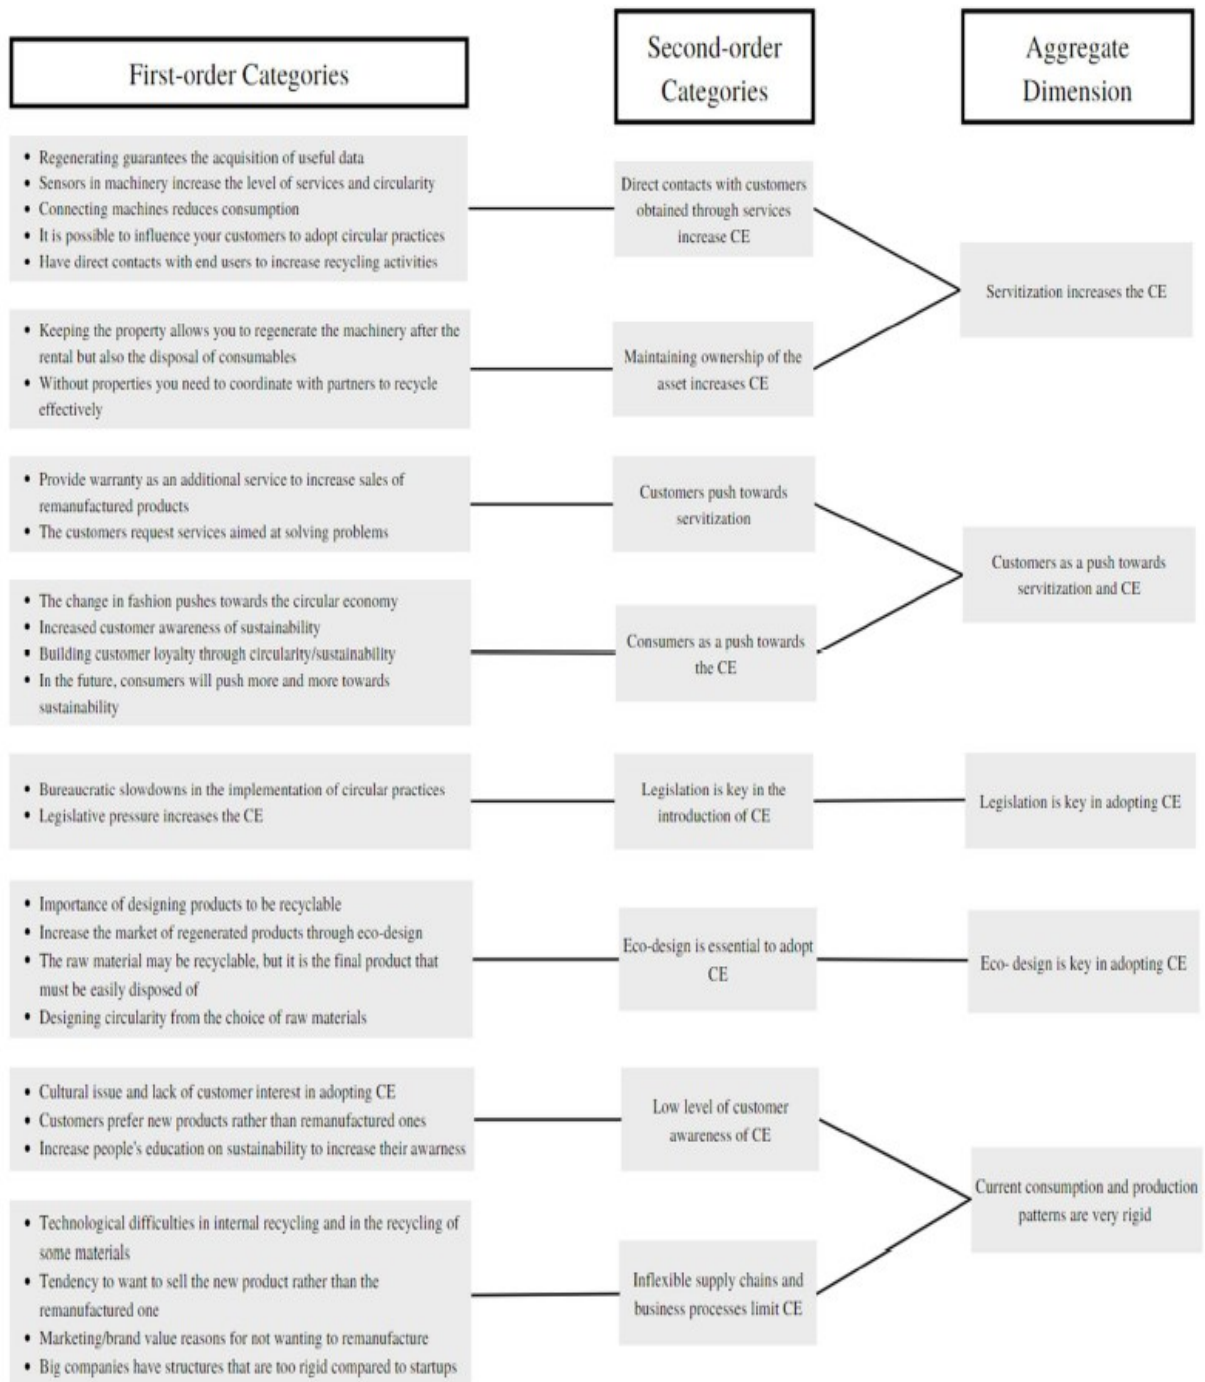 First-order Categories
Second-order
Categories
Aggregate
Dimension
• Regenerating guarantees the acquisition of useful data
• Sensors in machinery increase the level of services and circularity
• Connecting machines reduces consumption
• It is possible to influence your customers to adopt circular practices
• Have direct contacts with end users to increase recycling activities
Direct contacts with customers
obtained through services
increase CE
Servitization increases the CE
• Keeping the property allows you to regenerate the machinery after the
rental but also the disposal of consumables
• Without properties you need to coordinate with partners to recycle
effectively
Maintaining ownership of the
asset increases CE
• Provide warranty as an additional service to increase sales of
remanufactured products
• The customers request services aimed at solving problems
Customers push towards
servitization
Customers as a push towards
servitization and CE
• The change in fashion pushes towards the circular economy
• Increased customer awareness of sustainability
• Building customer loyalty through circularity/sustainability
• In the future, consumers will push more and more towards
sustainability
Consumers as a push towards
the CE
• Bureaucratic slowdowns in the implementation of circular practices
• Legislative pressure increases the CE
Legislation is key in the
introduction of CE
Legislation is key in adopting CE
• Importance of designing products to be recyclable
• Increase the market of regenerated products through eco-design
• The raw material may be recyclable, but it is the final product that
must be easily disposed of
• Designing circularity from the choice of raw materials
Eco-design is essential to adopt
CE
Eco- design is key in adopting CE
• Cultural issue and lack of customer interest in adopting CE
• Customers prefer new products rather than remanufactured ones
• Increase people's education on sustainability to increase their awarness
Low level of customer
awareness of CE
Current consumption and production
patterns are very rigid
• Technological difficulties in internal recycling and in the recycling of
some materials
• Tendency to want to sell the new product rather than the
remanufactured one
• Marketing/brand value reasons for not wanting to remanufacture
• Big companies have structures that are too rigid compared to startups
Inflexible supply chains and
business processes limit CE